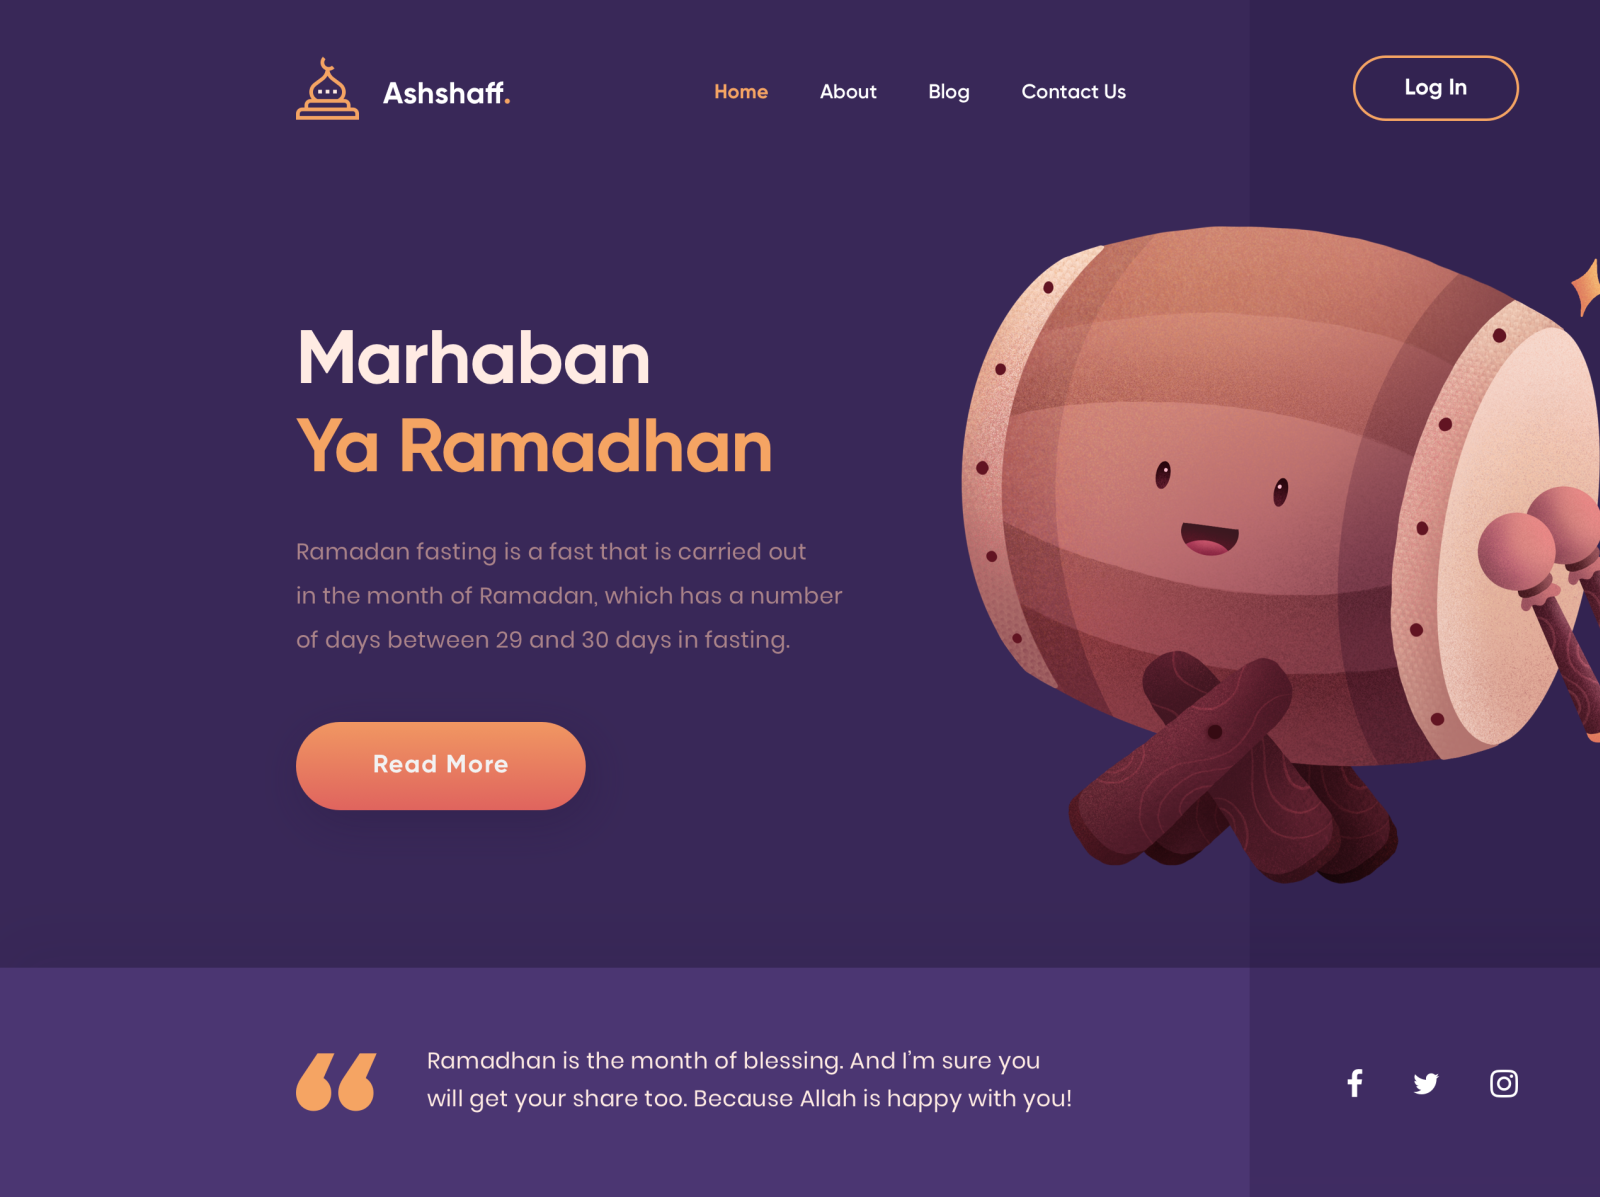 Ashshaff.
Home About Blog Contact Us
Log In
Marhaban
Ya Ramadhan
Ramadan fasting is a fast that is carried out
in the month of Ramadan, which has a number
of days between 29 and 30 days in fasting.
Read More
“ Ramadhan is the month of blessing. And I’m sure you
will get your share too. Because Allah is happy with you!